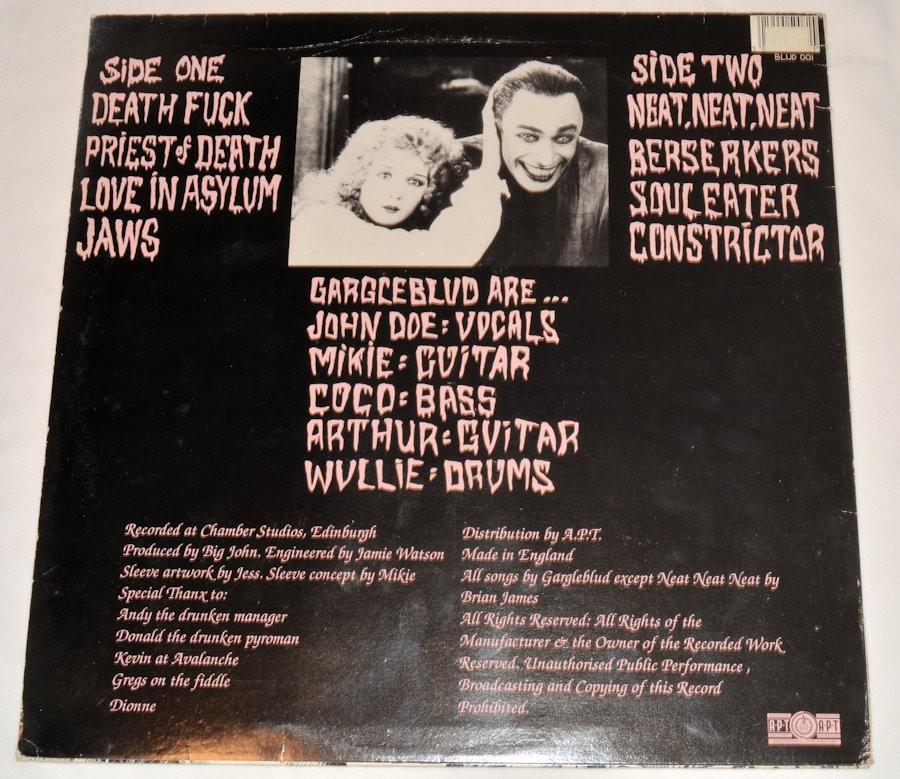 BLUD 001
SIDE ONE
DEATH FUCK
PRIEST of DEATH
LOVE IN ASYLUM
JAWS
SIDE TWO
NEAT, NEAT, NEAT
BERSERKERS
SOUL EATER
CONSTRICTOR
GARGLEBLUD ARE...
JOHN DOE: VOCALS
MIKIE: GUITAR
COCO: BASS
ARTHUR: GUITAR
WULLIE: DRUMS
Recorded at Chamber Studios, Edinburgh
Produced by Big John. Engineered by Jamie Watson
Sleeve artwork by Jess. Sleeve concept by Mikie
Special Thanx to:
Andy the drunken manager
Donald the drunken pyroman
Kevin at Avalanche
Gregs on the fiddle
Dionne
Distribution by A.P.T.
Made in England
All songs by Gargleblud except Neat Neat Neat by
Brian James
All Rights Reserved: All Rights of the
Manufacturer & the Owner of the Recorded Work
Reserved. Unauthorised Public Performance,
Broadcasting and Copying of this Record
Prohibited.
APT APT